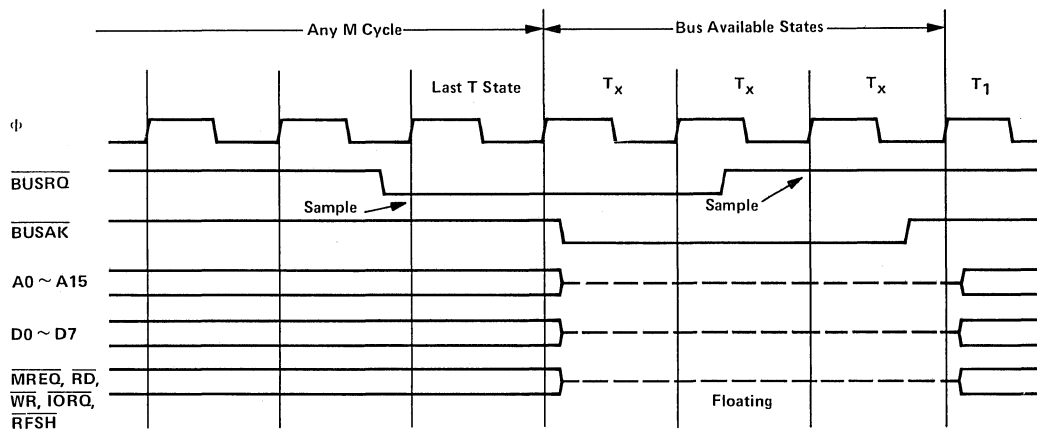 Any M Cycle
Bus Available States
Last T State
Tx
Tx
Tx
T1
Φ
BUSRQ
Sample
Sample
BUSAK
A0 ~ A15
D0 ~ D7
MREQ, RD,
WR, IORQ,
RFSH
Floating